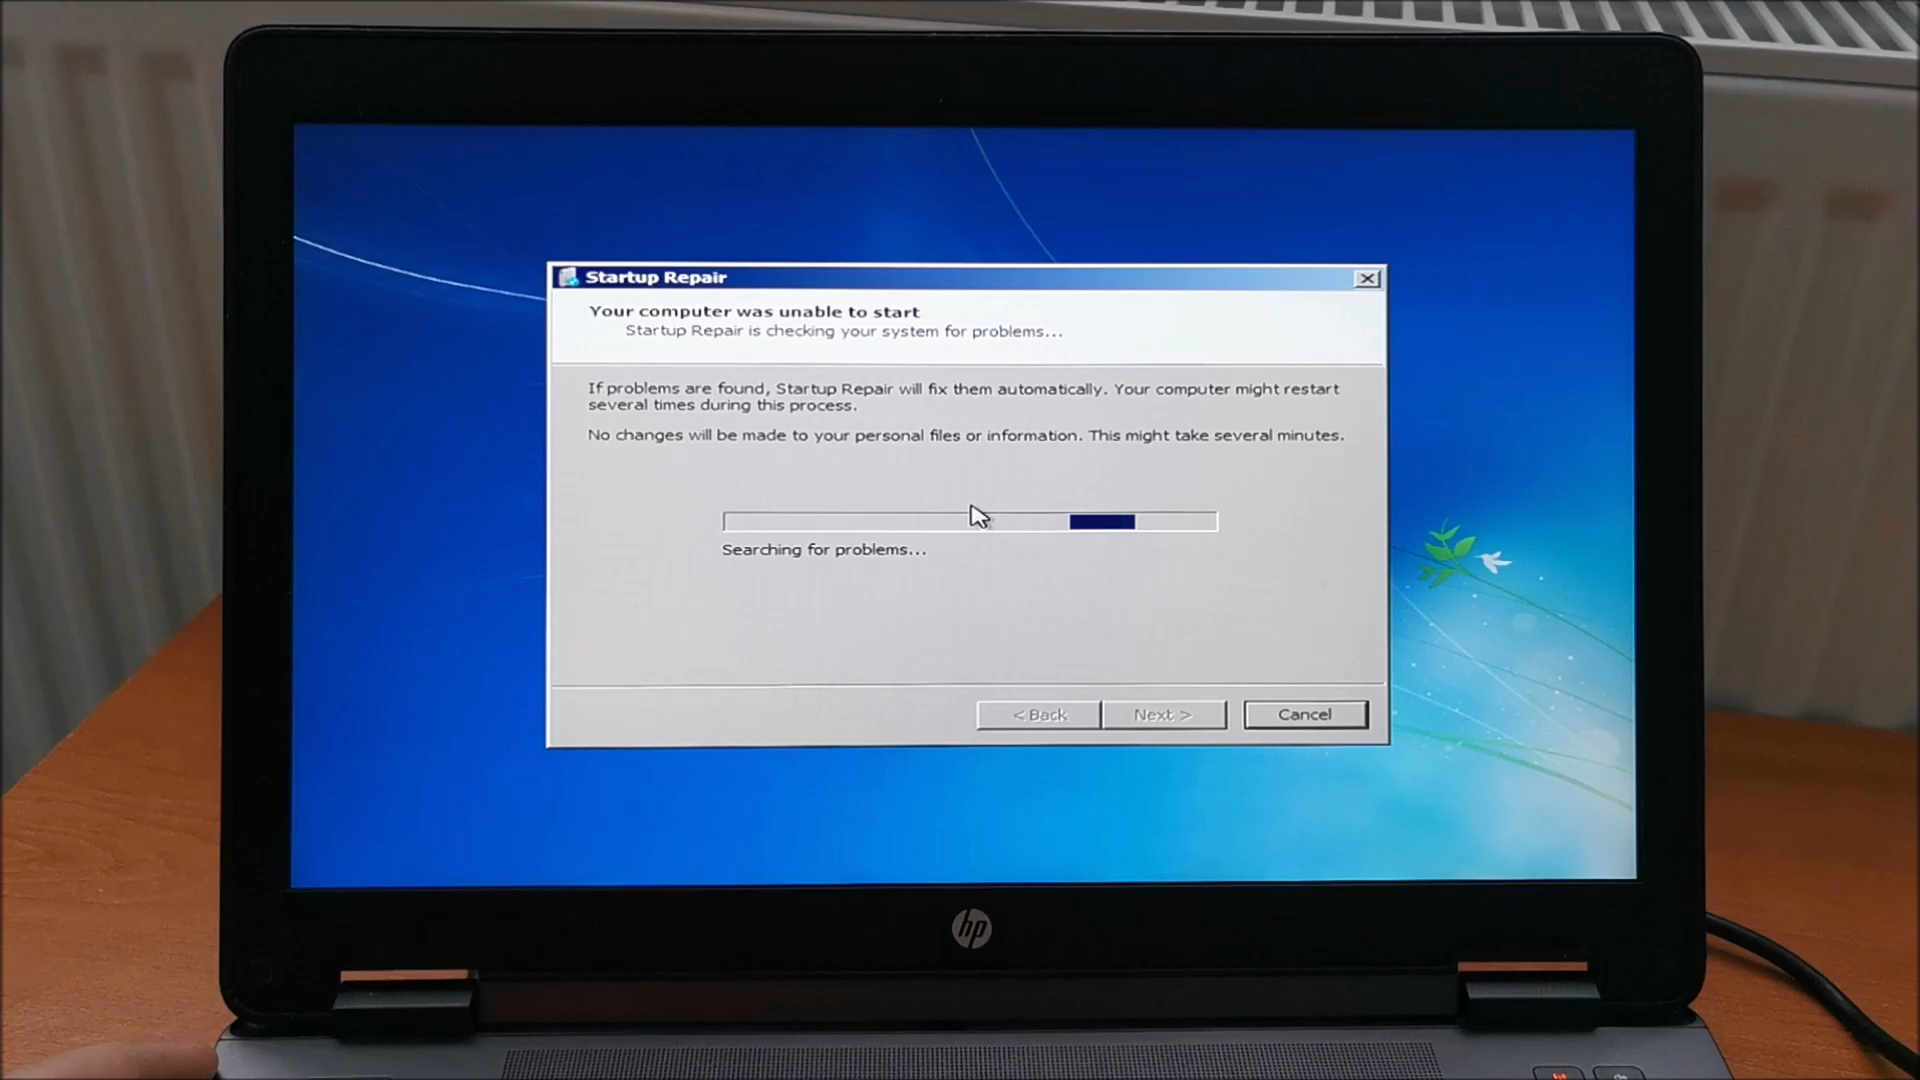 Startup Repair
Your computer was unable to start
Startup Repair is checking your system for problems...
If problems are found, Startup Repair will fix them automatically. Your computer might restart
several times during this process.
No changes will be made to your personal files or information. This might take several minutes.
Searching for problems...
< Back
Next >
Cancel
hp